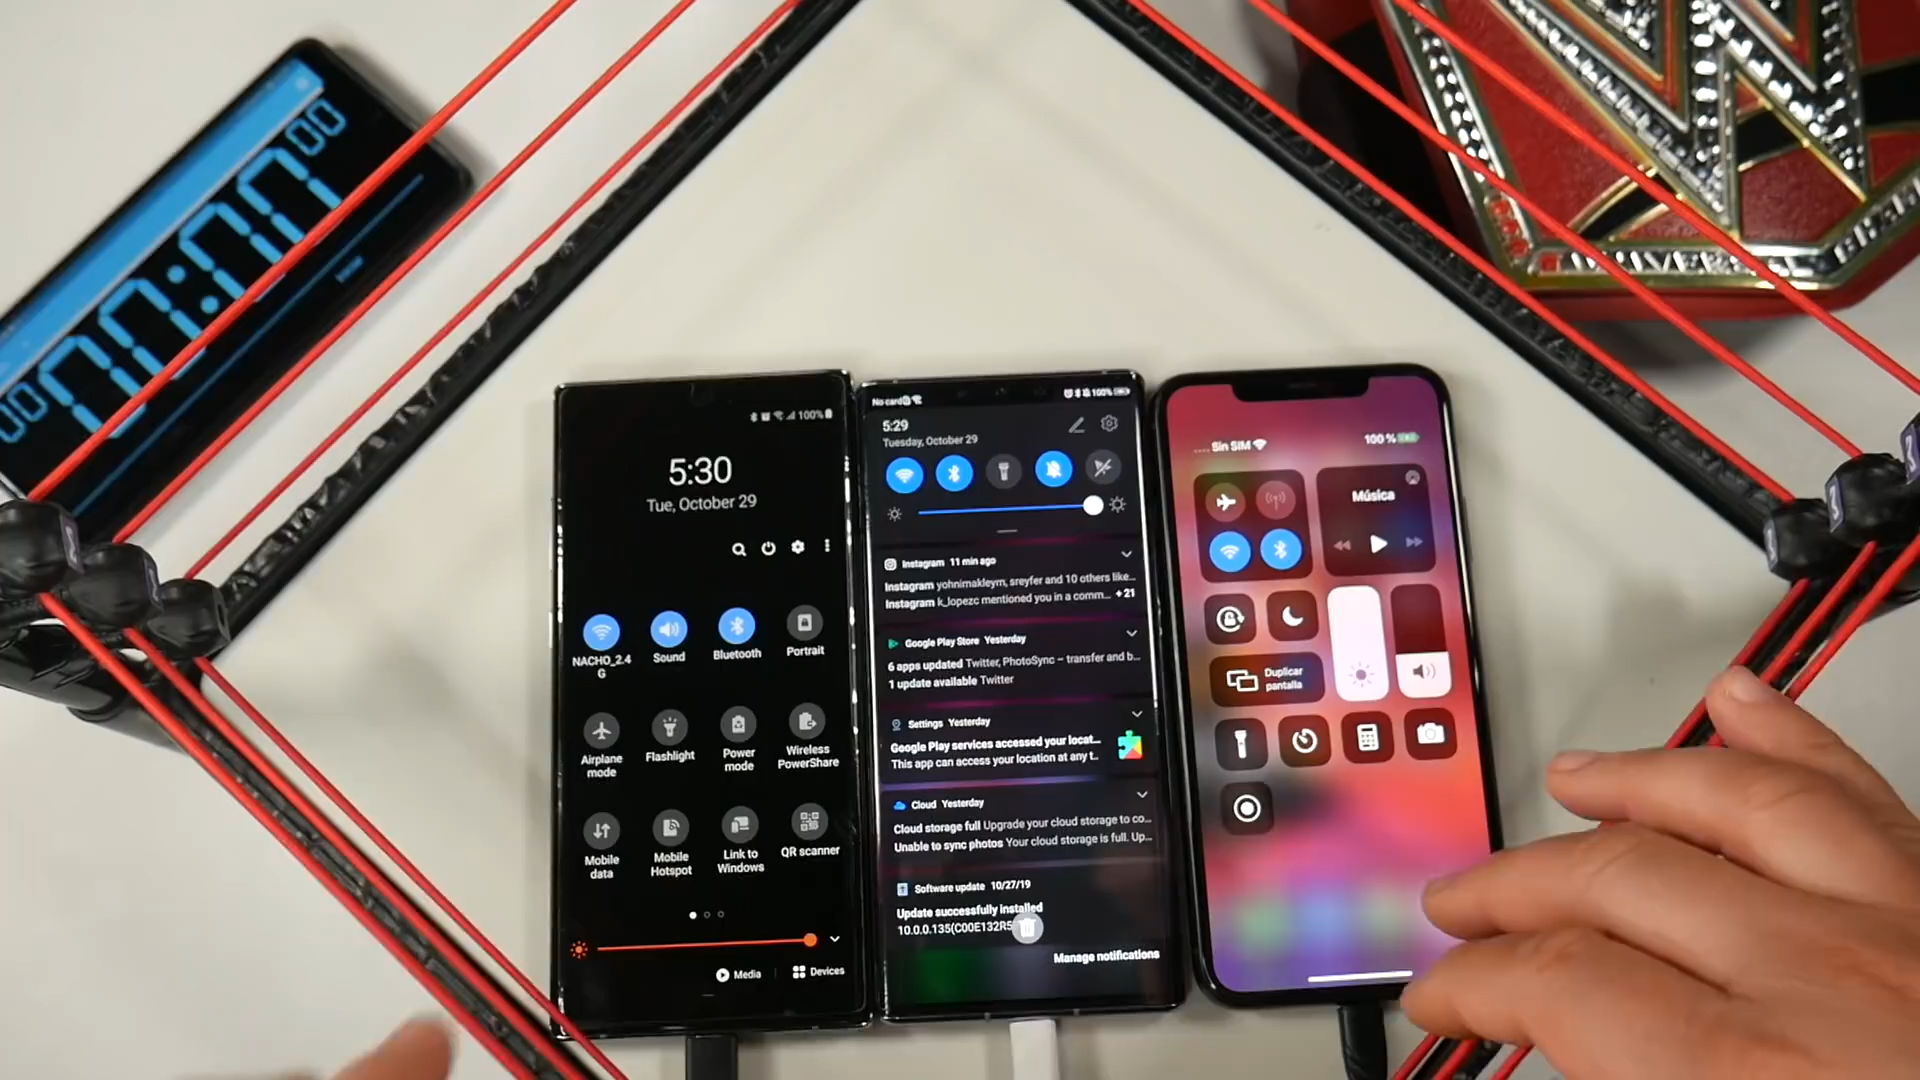 00 00:00 00
100%
5:30
Tue, October 29
NACHO_2.4
G
Sound
Bluetooth
Portrait
Airplane
mode
Flashlight
Power
mode
Wireless
PowerShare
Mobile
data
Mobile
Hotspot
Link to
Windows
QR scanner
Media
Devices
No card
100%
5:29
Tuesday, October 29
Instagram 11 min ago
Instagram yohnimakleym, sreyfer and 10 others like...
Instagram k_lopezc mentioned you in a comm... +21
Google Play Store Yesterday
6 apps updated Twitter, PhotoSync – transfer and b...
1 update available Twitter
Settings Yesterday
Google Play services accessed your locat...
This app can access your location at any t...
Cloud Yesterday
Cloud storage full Upgrade your cloud storage to co...
Unable to sync photos Your cloud storage is full. Up...
Software update 10/27/19
Update successfully installed
10.0.0.135(C00E132R5
Manage notifications
Sin SIM
100 %
Música
Duplicar
pantalla